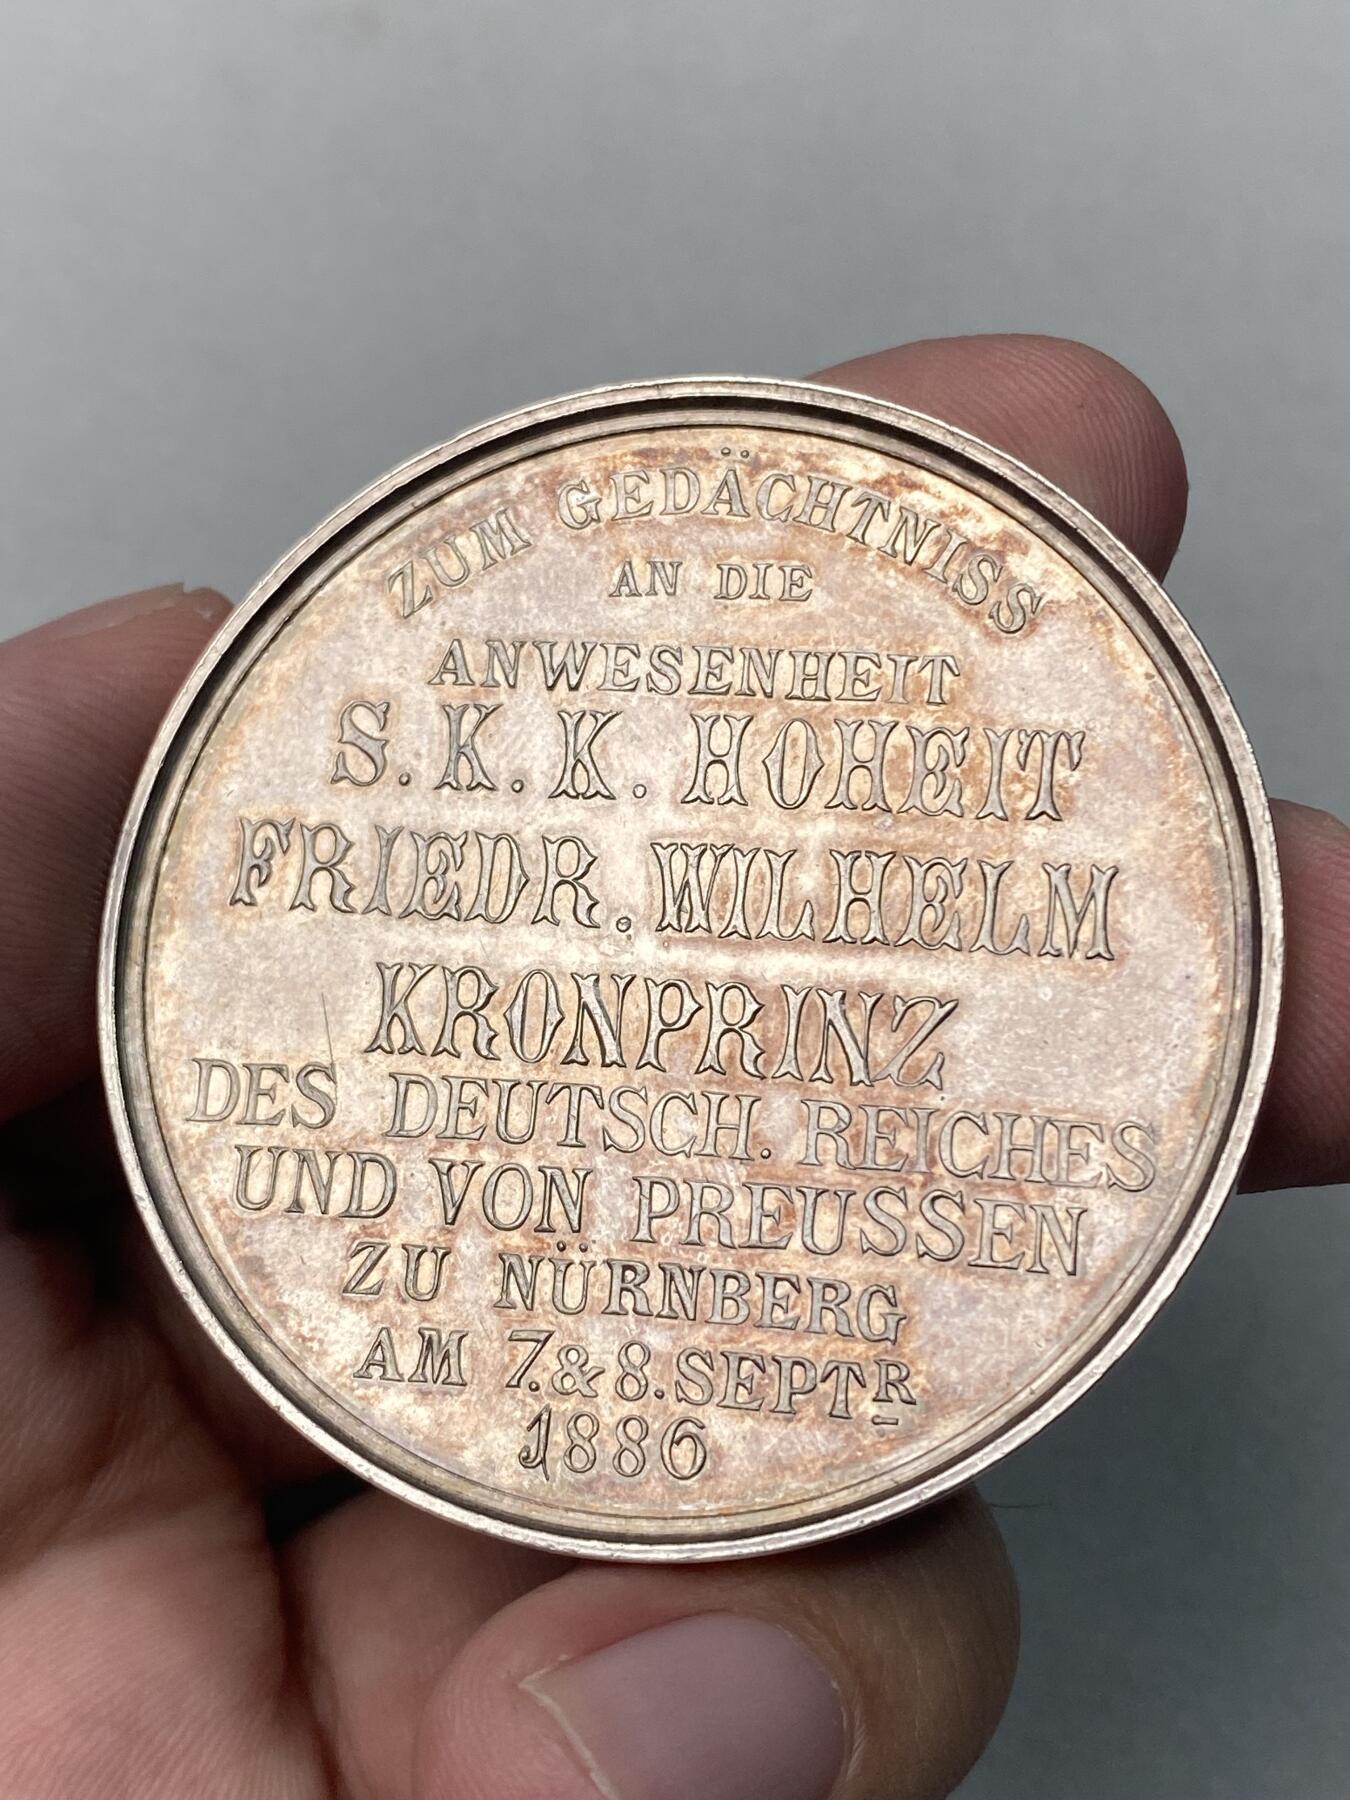 ZUM GEDÄCHTNISS
AN DIE
ANWESENHEIT
S. K. K. HOHEIT
FRIEDR. WILHELM
KRONPRINZ
DES DEUTSCH. REICHES
UND VON PREUSSEN
ZU NÜRNBERG
AM 7. & 8. SEPTR
1886